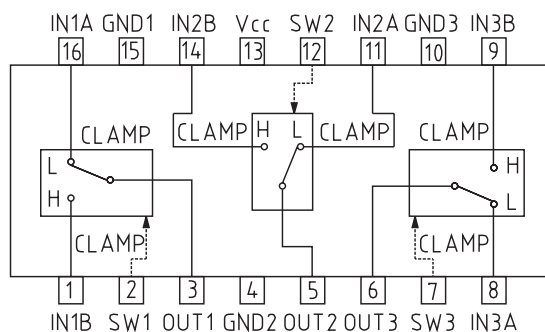 IN1A GND1 IN2B Vcc SW2 IN2A GND3 IN3B
16 15 14 13 12 11 10 9
CLAMP CLAMP H L CLAMP CLAMP
L H
H L
CLAMP CLAMP
1 2 3 4 5 6 7 8
IN1B SW1 OUT1 GND2 OUT2 OUT3 SW3 IN3A